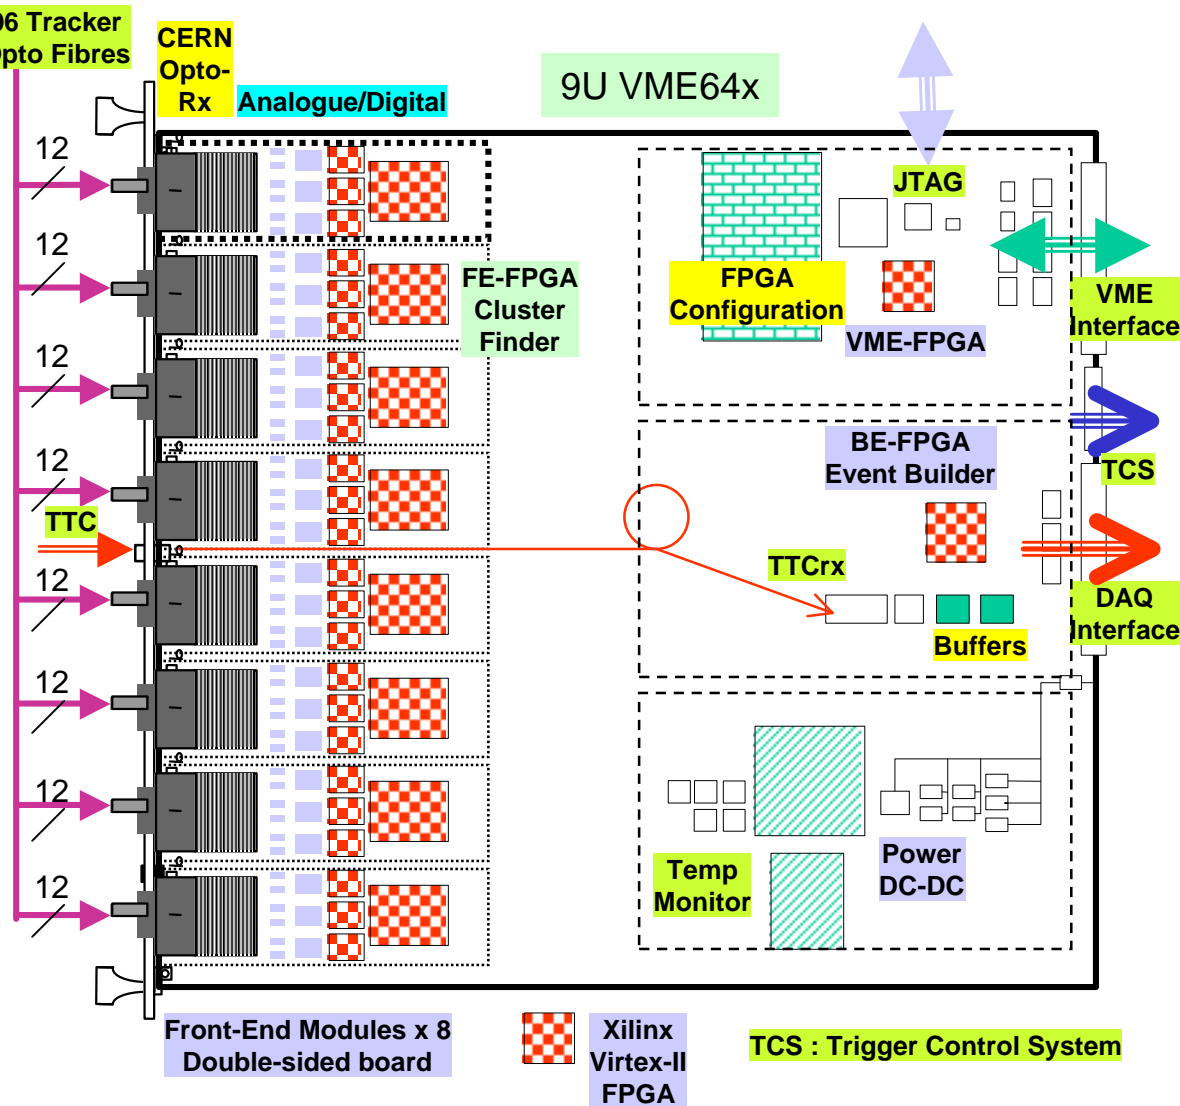 06 Tracker
Opto Fibres
CERN
Opto-
Rx
Analogue/Digital
9U VME64x
JTAG
12
12
12
12
12
12
12
12
TTC
FE-FPGA
Cluster
Finder
FPGA
Configuration
VME-FPGA
VME
Interface
BE-FPGA
Event Builder
TCS
TTCrx
Buffers
DAQ
Interface
Temp
Monitor
Power
DC-DC
Front-End Modules x 8
Double-sided board
Xilinx
Virtex-II
FPGA
TCS : Trigger Control System